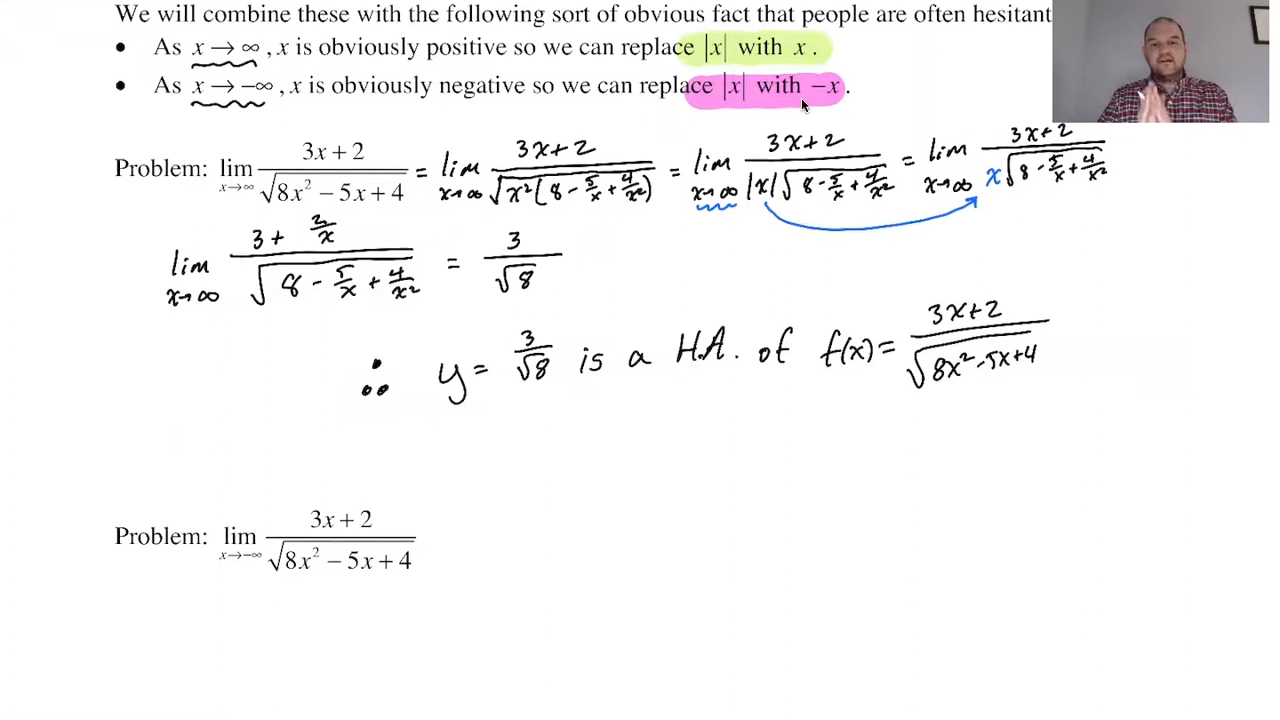 We will combine these with the following sort of obvious fact that people are often hesitant
• As x → ∞, x is obviously positive so we can replace |x| with x.
• As x → −∞, x is obviously negative so we can replace |x| with −x.
Problem: lim x→∞ (3x + 2)/√(8x² − 5x + 4) = lim x→∞ (3x+2)/√(x²(8 − 5/x + 4/x²)) = lim x→∞ (3x+2)/(|x|√(8 − 5/x + 4/x²)) = lim x→∞ (3x+2)/(x√(8 − 5/x + 4/x²))
lim x→∞ (3 + 2/x)/√(8 − 5/x + 4/x²) = 3/√8
∴ y = 3/√8 is a H.A. of f(x) = (3x+2)/√(8x² − 5x + 4)
Problem: lim x→−∞ (3x + 2)/√(8x² − 5x + 4)